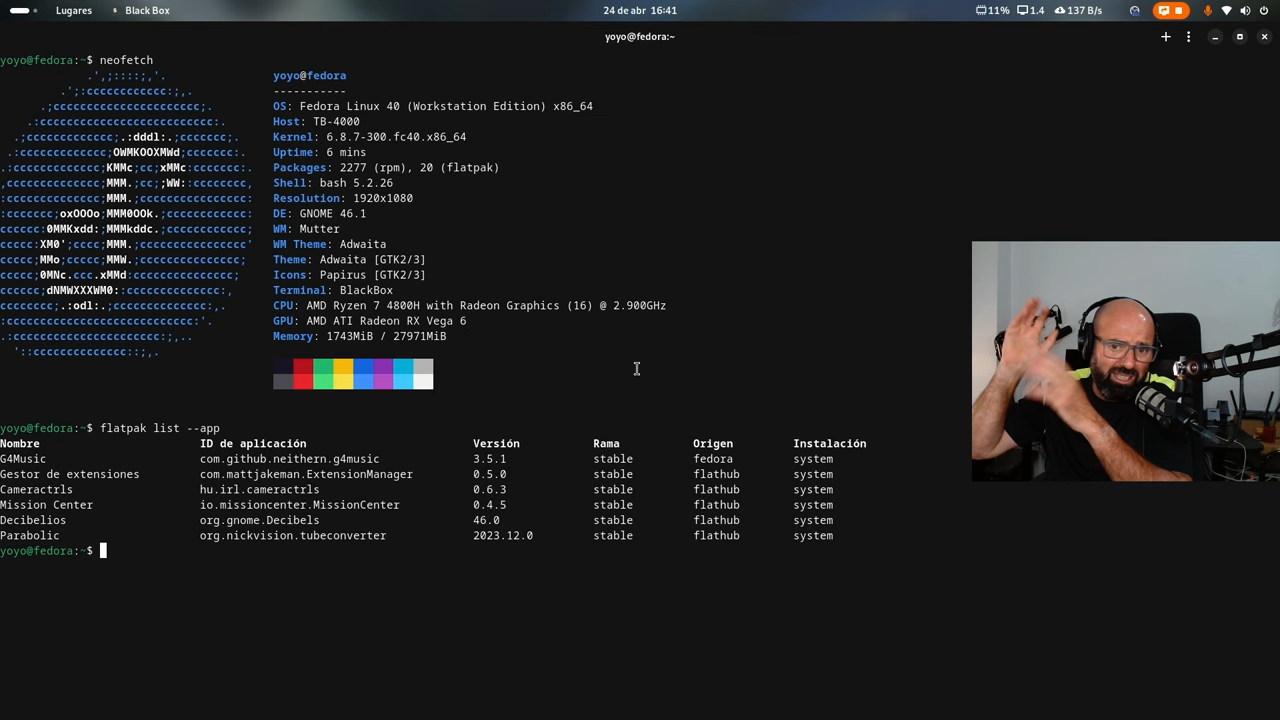 Lugares
Black Box
24 de abr 16:41
11%
1.4
137 B/s
yoyo@fedora:~
yoyo@fedora:~$ neofetch
yoyo@fedora
-----------
OS: Fedora Linux 40 (Workstation Edition) x86_64
Host: TB-4000
Kernel: 6.8.7-300.fc40.x86_64
Uptime: 6 mins
Packages: 2277 (rpm), 20 (flatpak)
Shell: bash 5.2.26
Resolution: 1920x1080
DE: GNOME 46.1
WM: Mutter
WM Theme: Adwaita
Theme: Adwaita [GTK2/3]
Icons: Papirus [GTK2/3]
Terminal: BlackBox
CPU: AMD Ryzen 7 4800H with Radeon Graphics (16) @ 2.900GHz
GPU: AMD ATI Radeon RX Vega 6
Memory: 1743MiB / 27971MiB
yoyo@fedora:~$ flatpak list --app
Nombre ID de aplicación Versión Rama Origen Instalación
G4Music com.github.neithern.g4music 3.5.1 stable fedora system
Gestor de extensiones com.mattjakeman.ExtensionManager 0.5.0 stable flathub system
Cameractrls hu.irl.cameractrls 0.6.3 stable flathub system
Mission Center io.missioncenter.MissionCenter 0.4.5 stable flathub system
Decibelios org.gnome.Decibels 46.0 stable flathub system
Parabolic org.nickvision.tubeconverter 2023.12.0 stable flathub system
yoyo@fedora:~$